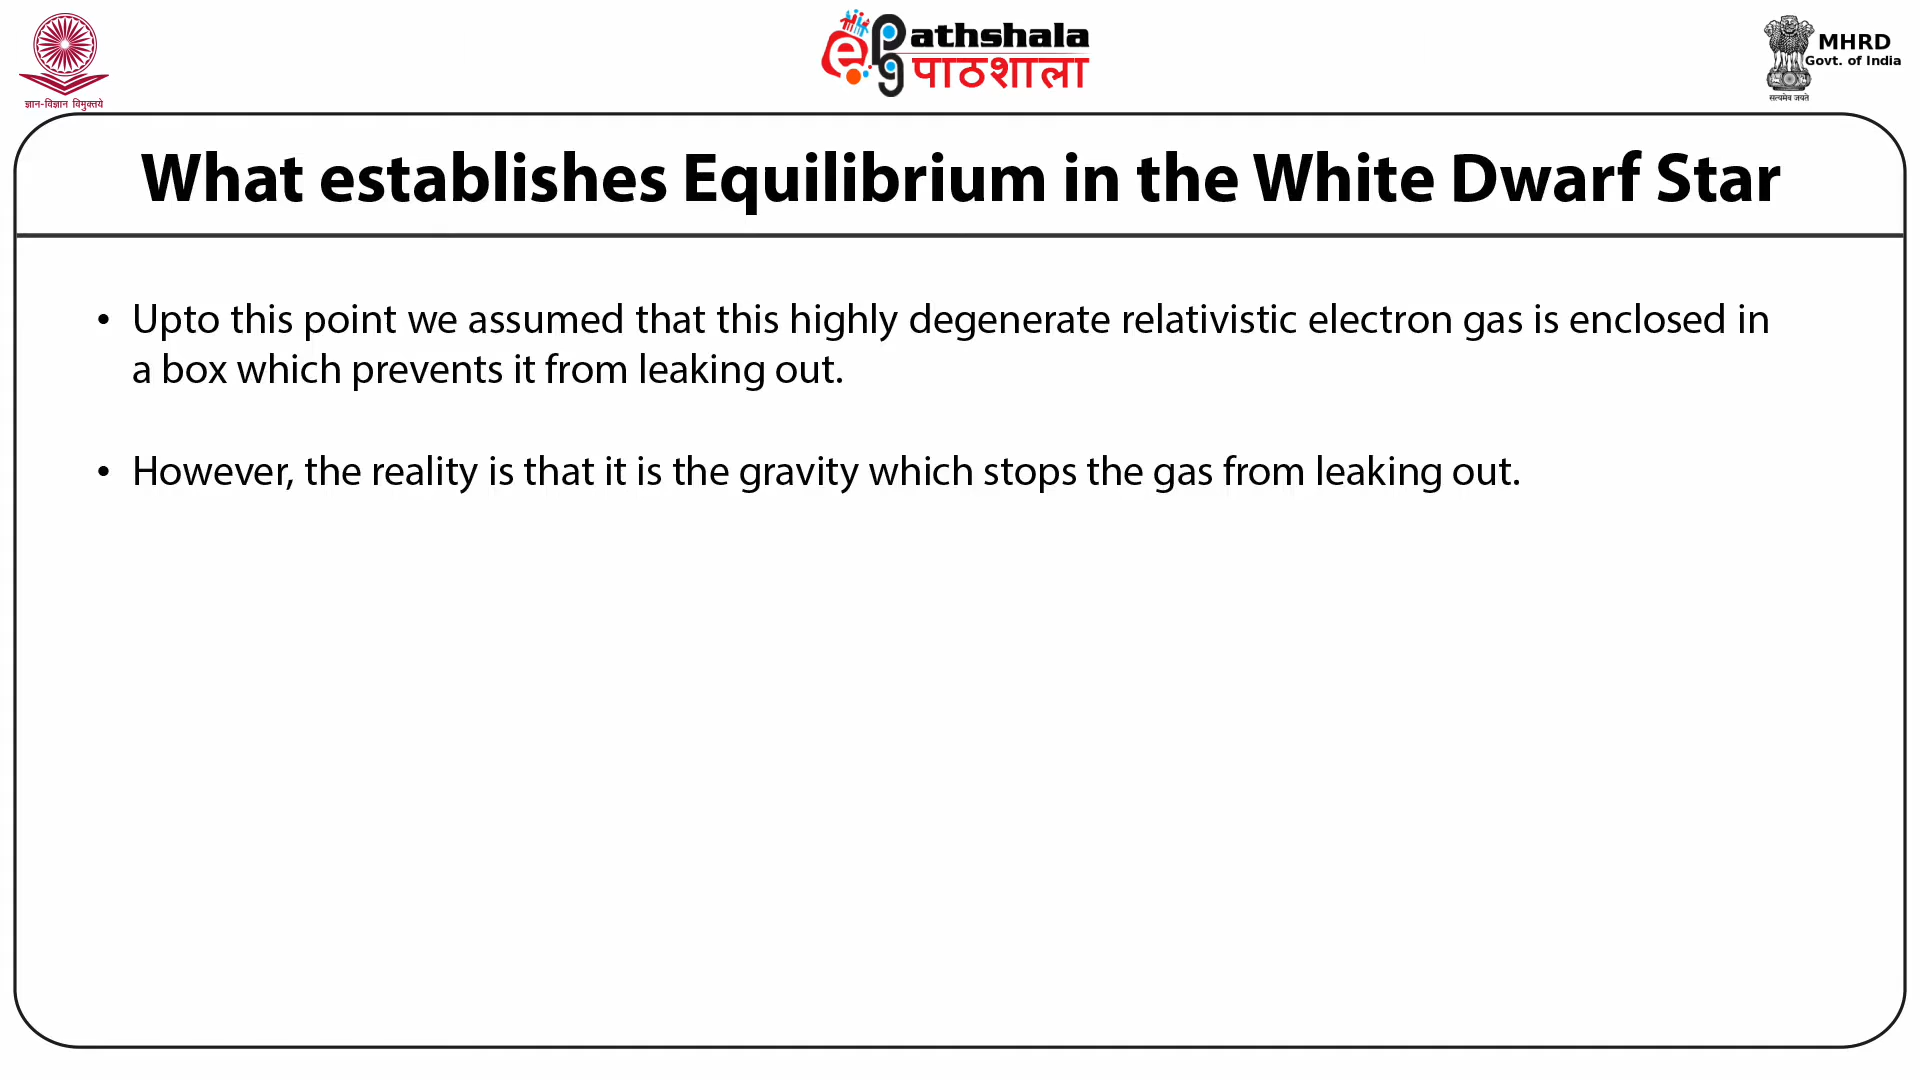 ज्ञान-विज्ञान विमुक्तये
e Pg athshala
पाठशाला
MHRD
Govt. of India
सत्यमेव जयते
What establishes Equilibrium in the White Dwarf Star
• Upto this point we assumed that this highly degenerate relativistic electron gas is enclosed in
a box which prevents it from leaking out.
• However, the reality is that it is the gravity which stops the gas from leaking out.